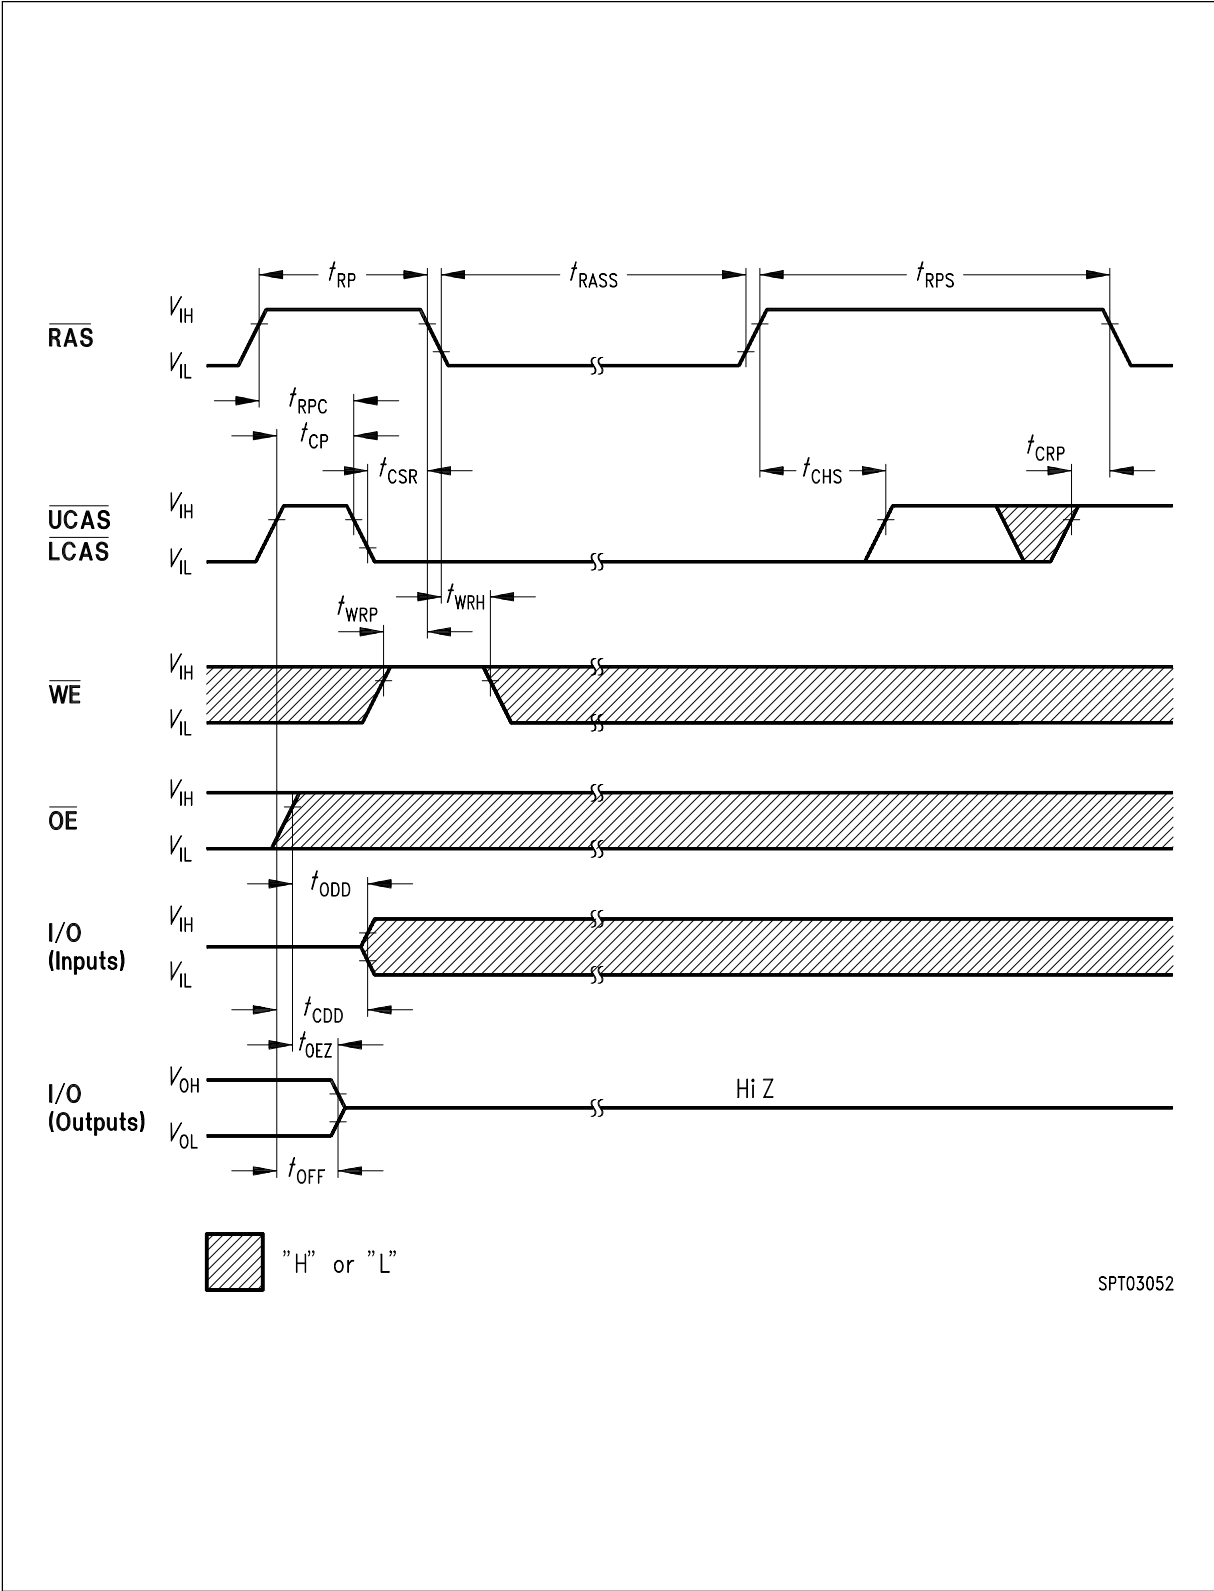 tRP tRASS tRPS
RAS VIH
VIL
tRPC
tCP
tCSR tCHS tCRP
UCAS VIH
LCAS
VIL
tWRP tWRH
VIH
WE
VIL
VIH
OE
VIL
tODD
I/O VIH
(Inputs)
VIL
tCDD
tOEZ
I/O VOH Hi Z
(Outputs)
VOL
tOFF
"H" or "L"
SPT03052